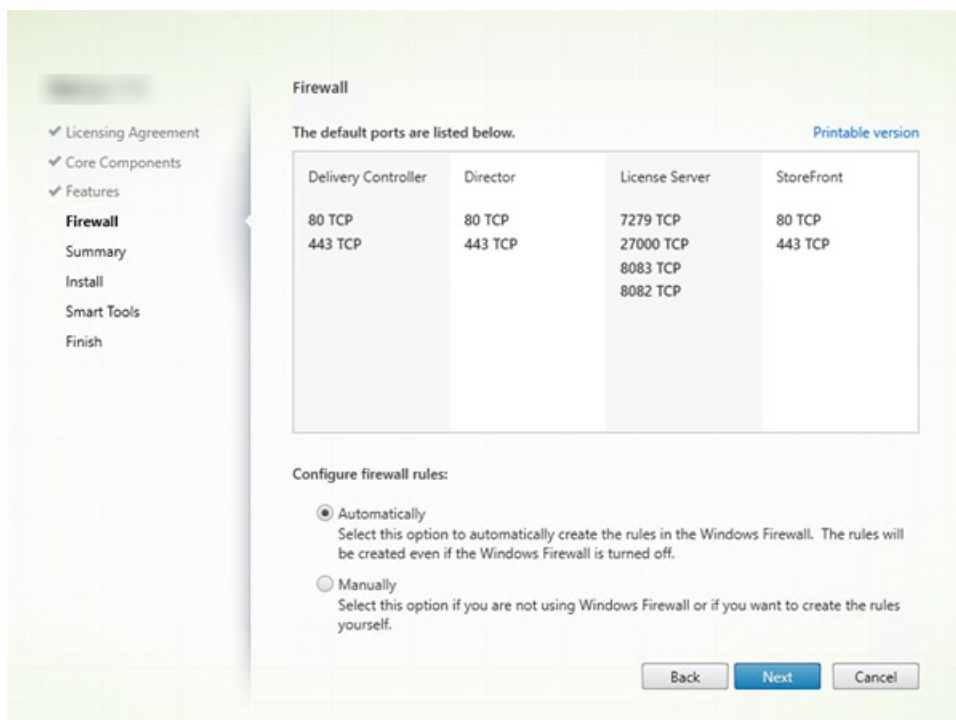 ✔ Licensing Agreement
✔ Core Components
✔ Features
Firewall
Summary
Install
Smart Tools
Finish
Firewall
The default ports are listed below.
Printable version
Delivery Controller
80 TCP
443 TCP
Director
80 TCP
443 TCP
License Server
7279 TCP
27000 TCP
8083 TCP
8082 TCP
StoreFront
80 TCP
443 TCP
Configure firewall rules:
Automatically
Select this option to automatically create the rules in the Windows Firewall. The rules will
be created even if the Windows Firewall is turned off.
Manually
Select this option if you are not using Windows Firewall or if you want to create the rules
yourself.
Back
Next
Cancel